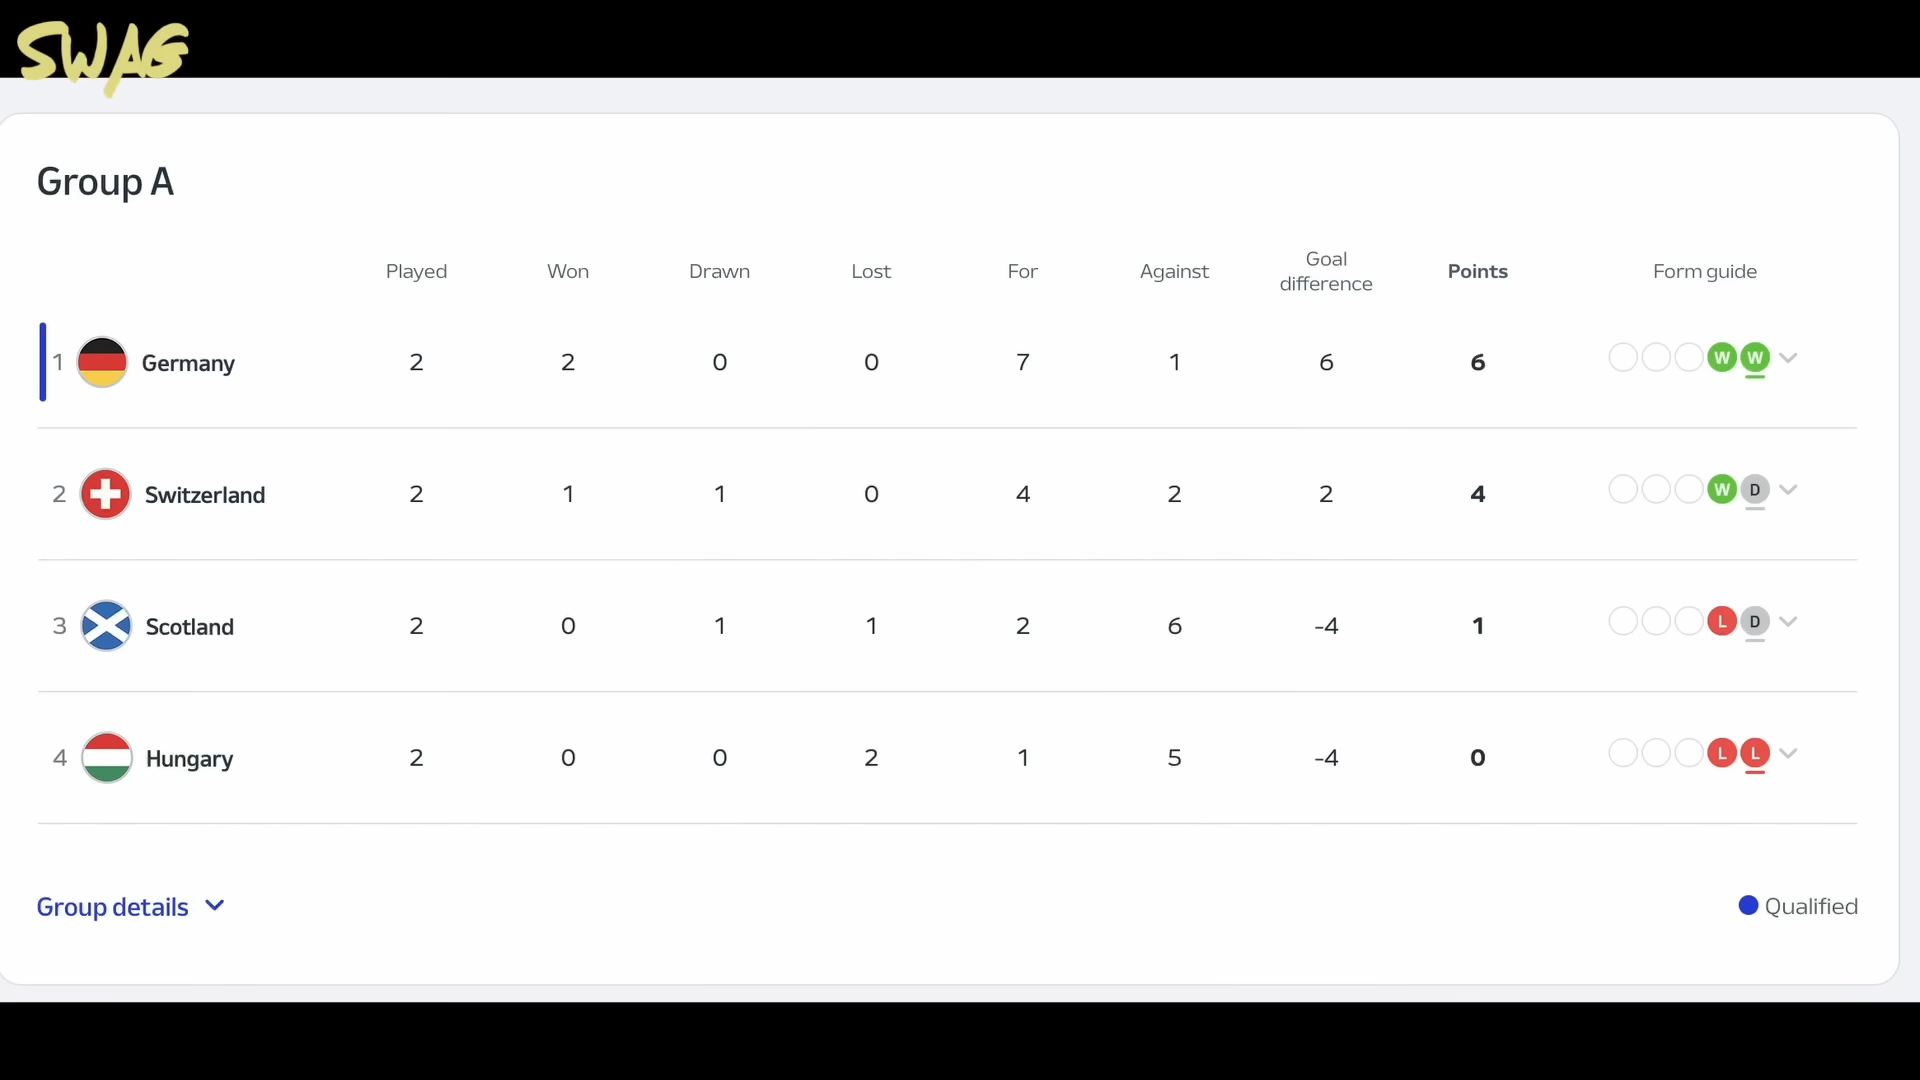 SWAG
Group A
Played Won Drawn Lost For Against Goal difference Points Form guide
1 Germany 2 2 0 0 7 1 6 6 W W
2 Switzerland 2 1 1 0 4 2 2 4 W D
3 Scotland 2 0 1 1 2 6 -4 1 L D
4 Hungary 2 0 0 2 1 5 -4 0 L L
Group details Qualified